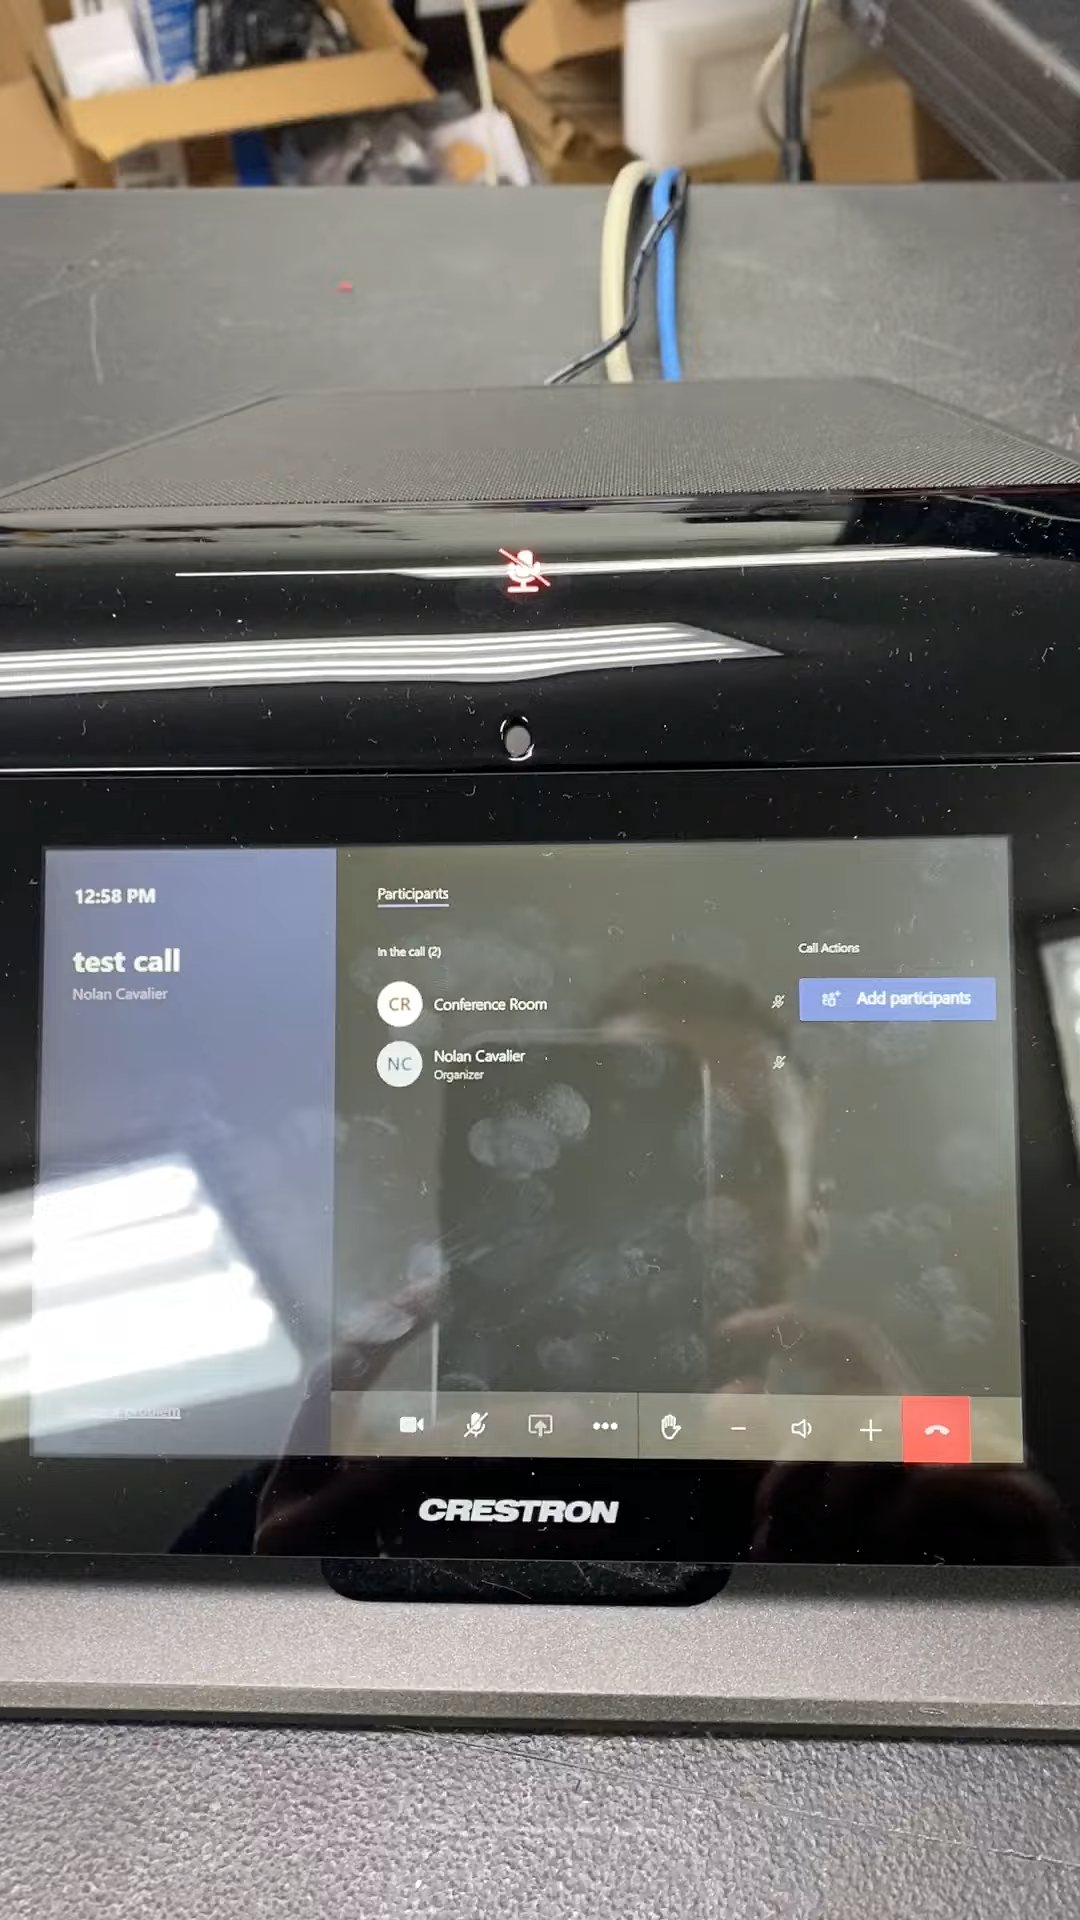 12:58 PM
test call
Nolan Cavalier
Participants
In the call (2)
CR
Conference Room
NC
Nolan Cavalier
Organizer
Call Actions
Add participants
problem
CRESTRON